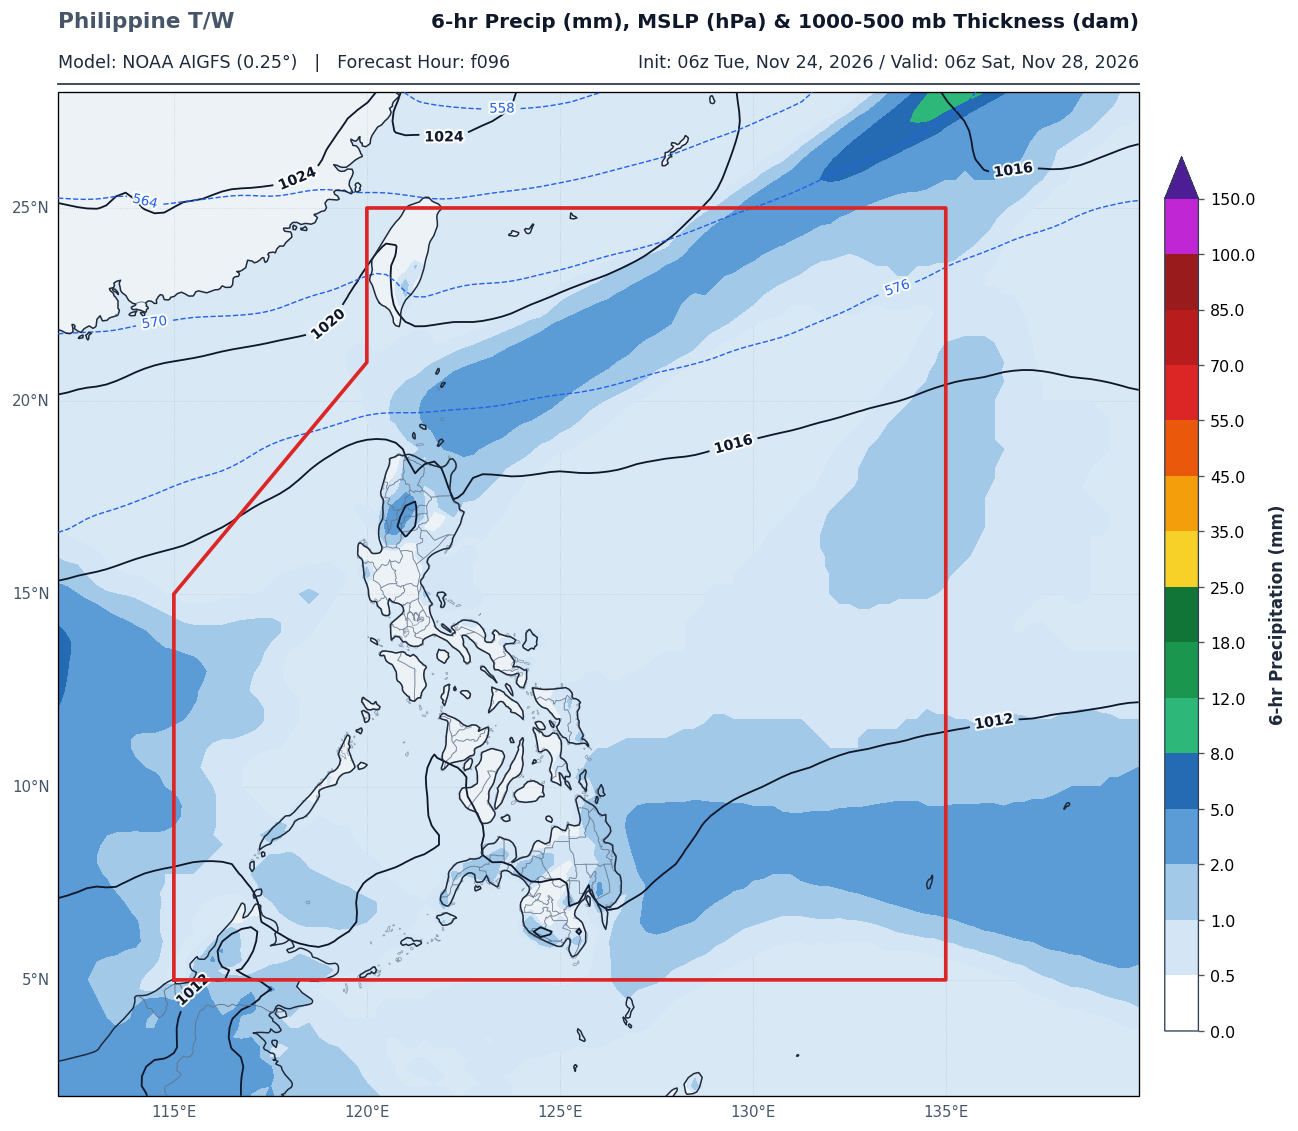 Philippine T/W
6-hr Precip (mm), MSLP (hPa) & 1000-500 mb Thickness (dam)
Model: NOAA AIGFS (0.25°) | Forecast Hour: f096
Init: 06z Tue, Nov 24, 2026 / Valid: 06z Sat, Nov 28, 2026
558
1024
1024
1016
564
25°N
576
570
1020
20°N
1016
15°N
1012
10°N
5°N
1012
115°E
120°E
125°E
130°E
135°E
150.0
100.0
85.0
70.0
55.0
45.0
35.0
25.0
18.0
12.0
8.0
5.0
2.0
1.0
0.5
0.0
6-hr Precipitation (mm)